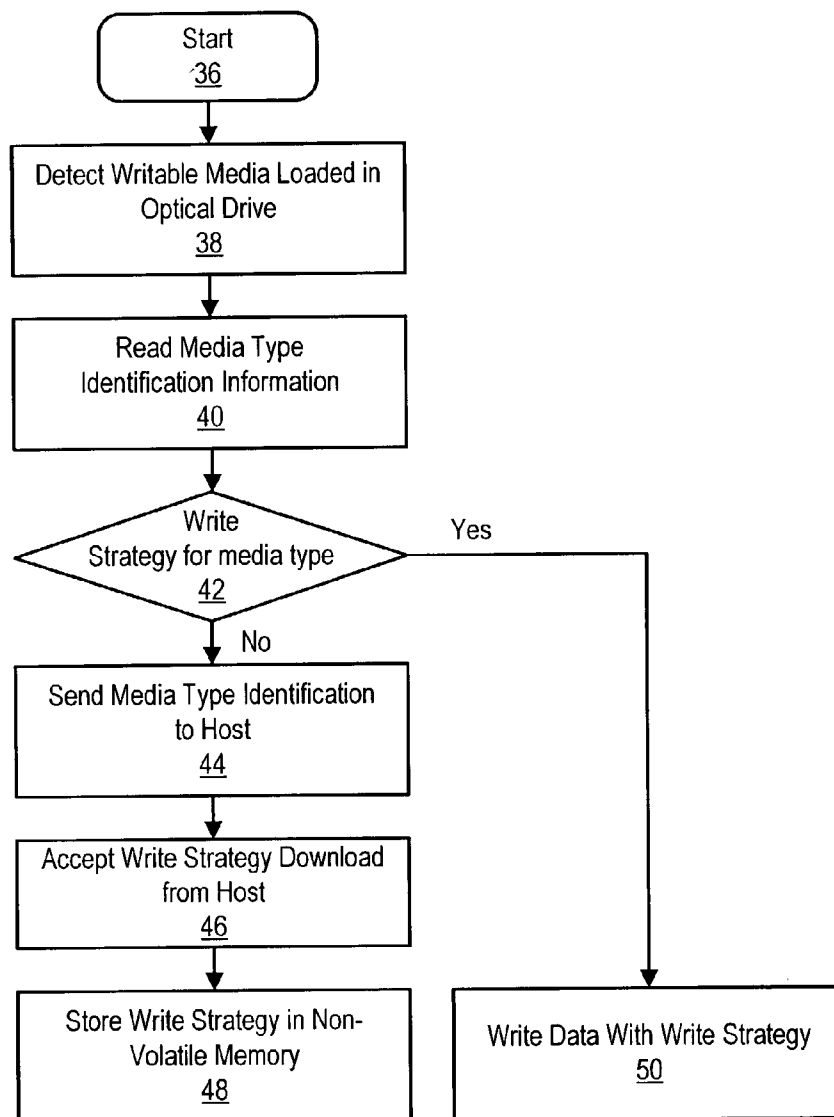 Start
36
Detect Writable Media Loaded in
Optical Drive
38
Read Media Type
Identification Information
40
Write
Strategy for media type
42
Yes
No
Send Media Type Identification
to Host
44
Accept Write Strategy Download
from Host
46
Store Write Strategy in Non-
Volatile Memory
48
Write Data With Write Strategy
50